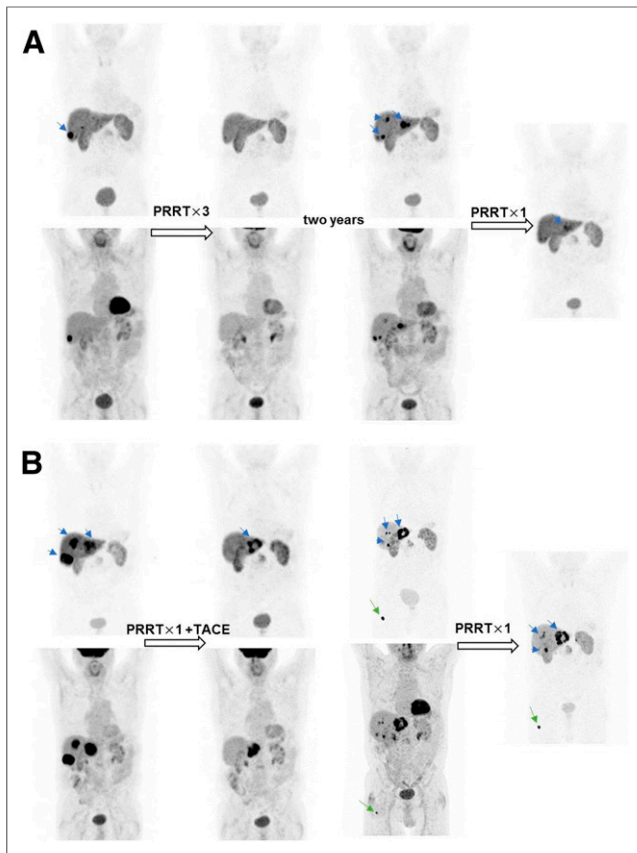 A
PRRT×3
two years
PRRT×1
B
PRRT×1 +TACE
PRRT×1